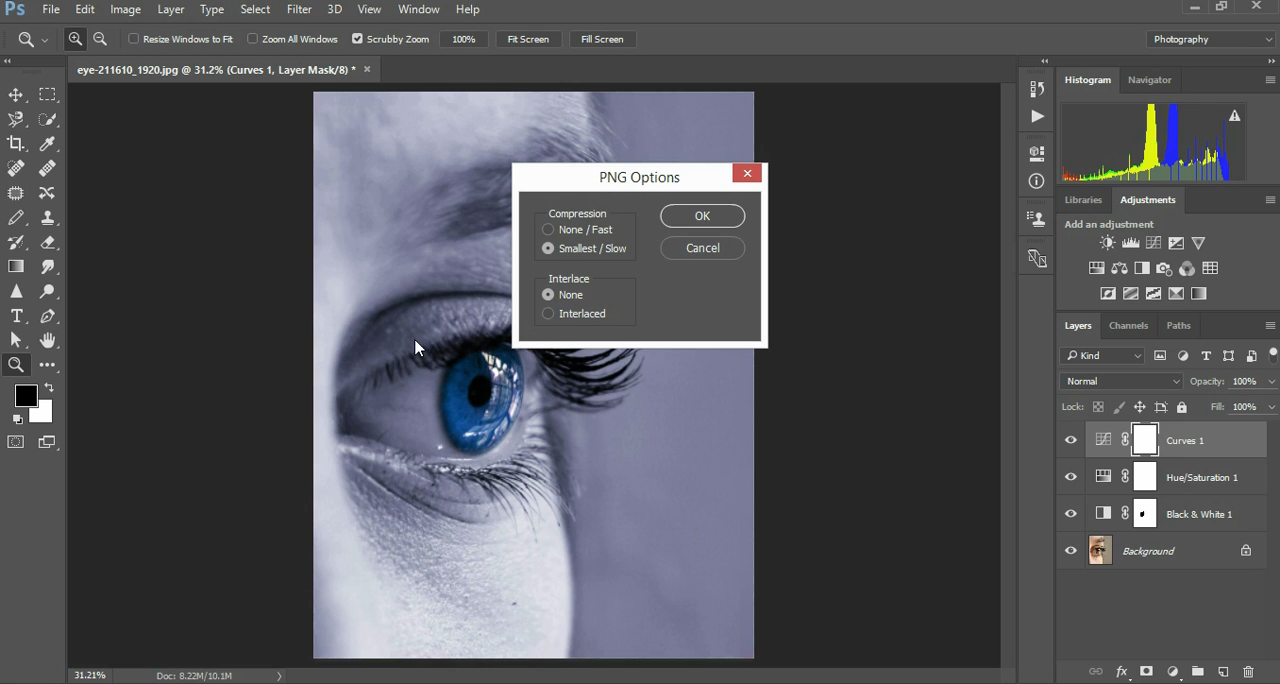 Ps File Edit Image Layer Type Select Filter 3D View Window Help
Resize Windows to Fit Zoom All Windows Scrubby Zoom 100% Fit Screen Fill Screen Photography
eye-211610_1920.jpg @ 31.2% (Curves 1, Layer Mask/8) *
Histogram Navigator
PNG Options
Compression
None / Fast
Smallest / Slow
OK
Cancel
Interlace
None
Interlaced
Libraries Adjustments
Add an adjustment
Layers Channels Paths
Kind
Normal Opacity: 100%
Lock: Fill: 100%
Curves 1
Hue/Saturation 1
Black & White 1
Background
31.21% Doc: 8.22M/10.1M